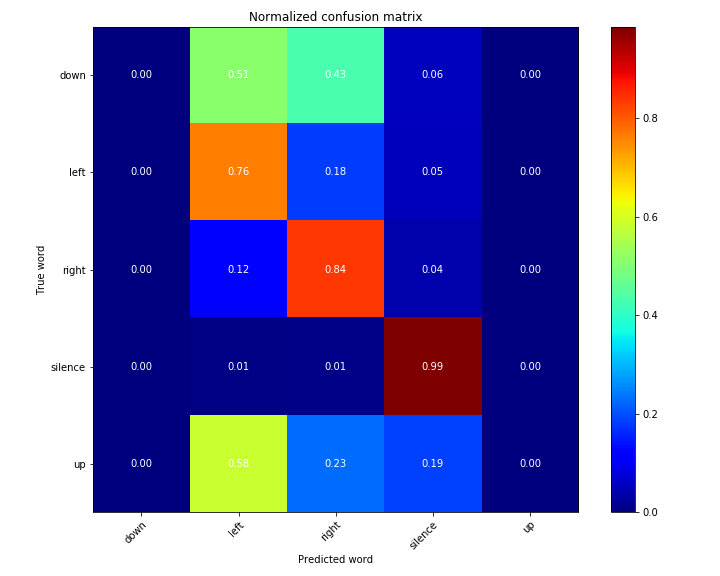 Normalized confusion matrix
down 0.00 0.51 0.43 0.06 0.00
left 0.00 0.76 0.18 0.05 0.00
right 0.00 0.12 0.84 0.04 0.00
silence 0.00 0.01 0.01 0.99 0.00
up 0.00 0.58 0.23 0.19 0.00
down left right silence up
Predicted word
True word
0.8
0.6
0.4
0.2
0.0